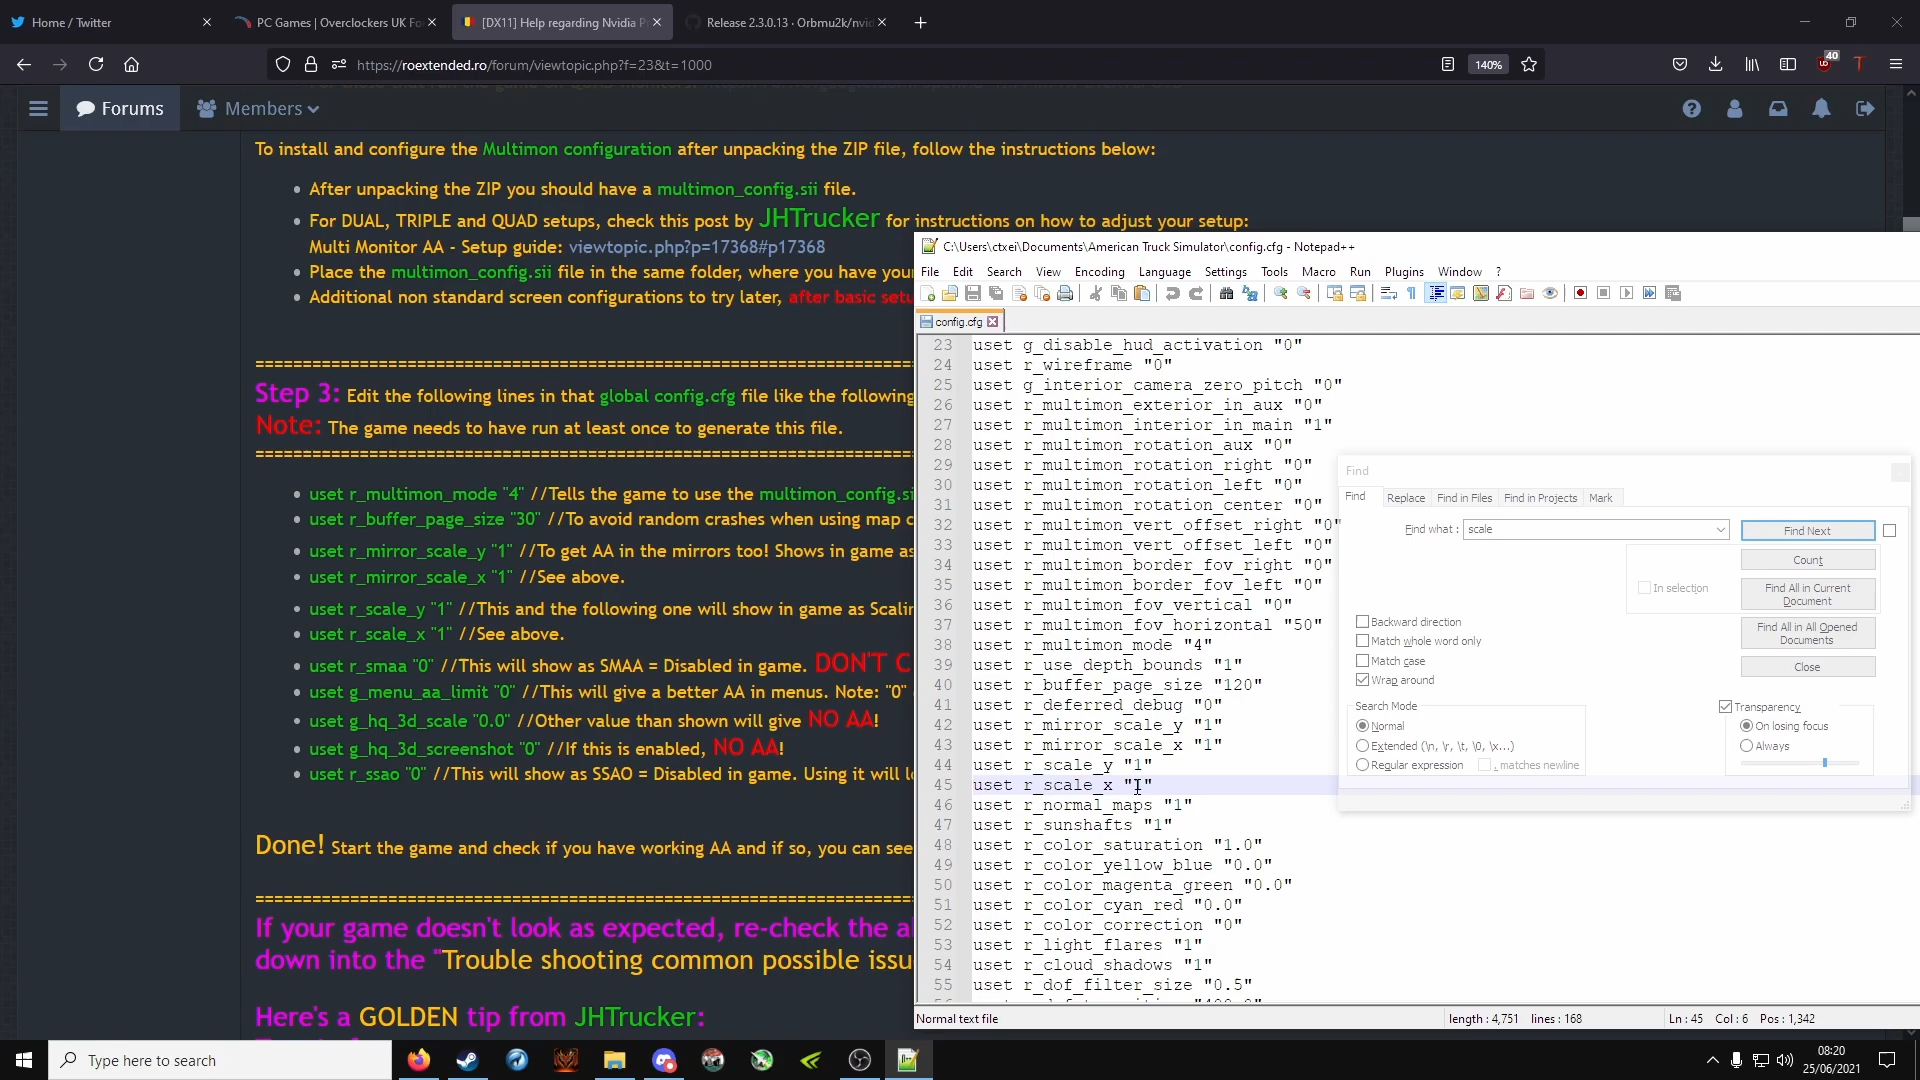 Home / Twitter
PC Games | Overclockers UK Fo
[DX11] Help regarding Nvidia P
Release 2.3.0.13 · Orbmu2k/nvid
https://roextended.ro/forum/viewtopic.php?f=23&t=1000
140%
40
Forums
Members
To install and configure the Multimon configuration after unpacking the ZIP file, follow the instructions below:
After unpacking the ZIP you should have a multimon_config.sii file.
For DUAL, TRIPLE and QUAD setups, check this post by JHTrucker for instructions on how to adjust your setup:
Multi Monitor AA - Setup guide: viewtopic.php?p=17368#p17368
Place the multimon_config.sii file in the same folder, where you have your
Additional non standard screen configurations to try later, after basic setu
Step 3: Edit the following lines in that global config.cfg file like the following
Note: The game needs to have run at least once to generate this file.
uset r_multimon_mode "4" //Tells the game to use the multimon_config.si
uset r_buffer_page_size "30" //To avoid random crashes when using map c
uset r_mirror_scale_y "1" //To get AA in the mirrors too! Shows in game as
uset r_mirror_scale_x "1" //See above.
uset r_scale_y "1" //This and the following one will show in game as Scalin
uset r_scale_x "1" //See above.
uset r_smaa "0" //This will show as SMAA = Disabled in game. DON'T C
uset g_menu_aa_limit "0" //This will give a better AA in menus. Note: "0"
uset g_hq_3d_scale "0.0" //Other value than shown will give NO AA!
uset g_hq_3d_screenshot "0" //If this is enabled, NO AA!
uset r_ssao "0" //This will show as SSAO = Disabled in game. Using it will l
Done! Start the game and check if you have working AA and if so, you can see
If your game doesn't look as expected, re-check the a
down into the "Trouble shooting common possible issu
Here's a GOLDEN tip from JHTrucker:
C:\Users\ctxei\Documents\American Truck Simulator\config.cfg - Notepad++
File Edit Search View Encoding Language Settings Tools Macro Run Plugins Window ?
config.cfg
23 uset g_disable_hud_activation "0"
24 uset r_wireframe "0"
25 uset g_interior_camera_zero_pitch "0"
26 uset r_multimon_exterior_in_aux "0"
27 uset r_multimon_interior_in_main "1"
28 uset r_multimon_rotation_aux "0"
29 uset r_multimon_rotation_right "0"
30 uset r_multimon_rotation_left "0"
31 uset r_multimon_rotation_center "0"
32 uset r_multimon_vert_offset_right "0"
33 uset r_multimon_vert_offset_left "0"
34 uset r_multimon_border_fov_right "0"
35 uset r_multimon_border_fov_left "0"
36 uset r_multimon_fov_vertical "0"
37 uset r_multimon_fov_horizontal "50"
38 uset r_multimon_mode "4"
39 uset r_use_depth_bounds "1"
40 uset r_buffer_page_size "120"
41 uset r_deferred_debug "0"
42 uset r_mirror_scale_y "1"
43 uset r_mirror_scale_x "1"
44 uset r_scale_y "1"
45 uset r_scale_x "1"
46 uset r_normal_maps "1"
47 uset r_sunshafts "1"
48 uset r_color_saturation "1.0"
49 uset r_color_yellow_blue "0.0"
50 uset r_color_magenta_green "0.0"
51 uset r_color_cyan_red "0.0"
52 uset r_color_correction "0"
53 uset r_light_flares "1"
54 uset r_cloud_shadows "1"
55 uset r_dof_filter_size "0.5"
Find
Find Replace Find in Files Find in Projects Mark
Find what : scale
Find Next
Count
In selection
Find All in Current
Document
Find All in All Opened
Documents
Close
Backward direction
Match whole word only
Match case
Wrap around
Search Mode
Normal
Extended (\n, \r, \t, \0, \x...)
Regular expression
. matches newline
Transparency
On losing focus
Always
Normal text file
length : 4,751 lines : 168
Ln : 45 Col : 6 Pos : 1,342
Type here to search
08:20
25/06/2021